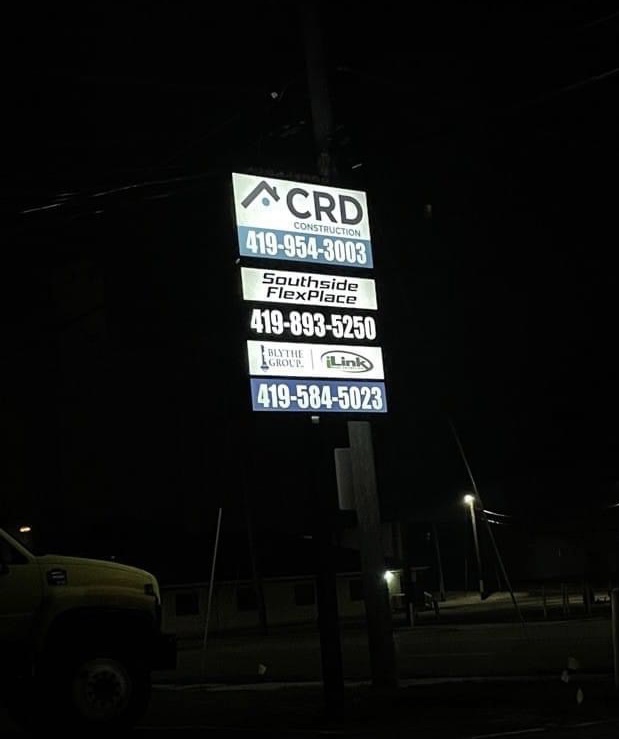 CRD
CONSTRUCTION
419-954-3003
Southside
FlexPlace
419-893-5250
BLYTHE
GROUP
iLink
419-584-5023